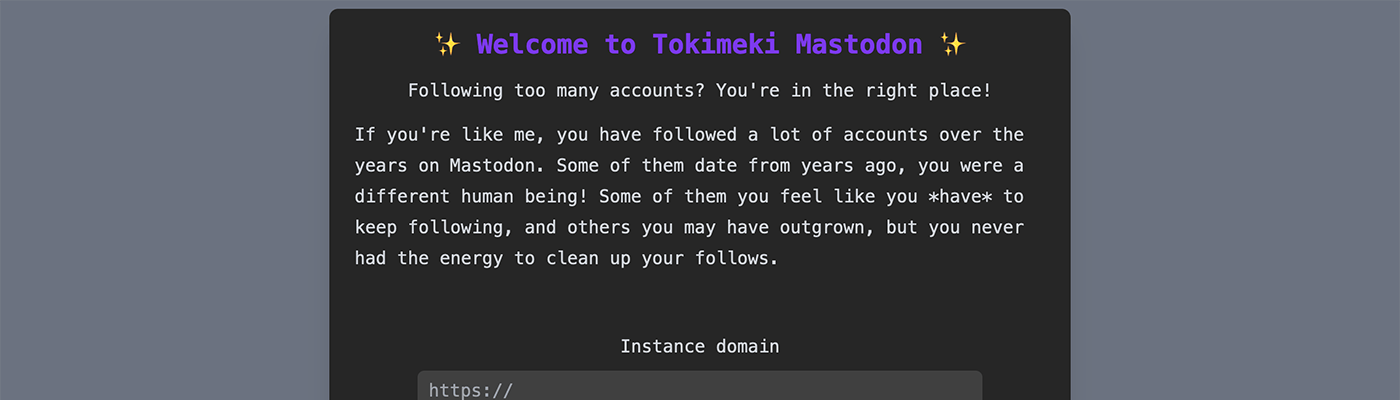 ✨ Welcome to Tokimeki Mastodon ✨
Following too many accounts? You're in the right place!
If you're like me, you have followed a lot of accounts over the
years on Mastodon. Some of them date from years ago, you were a
different human being! Some of them you feel like you *have* to
keep following, and others you may have outgrown, but you never
had the energy to clean up your follows.
Instance domain
https://